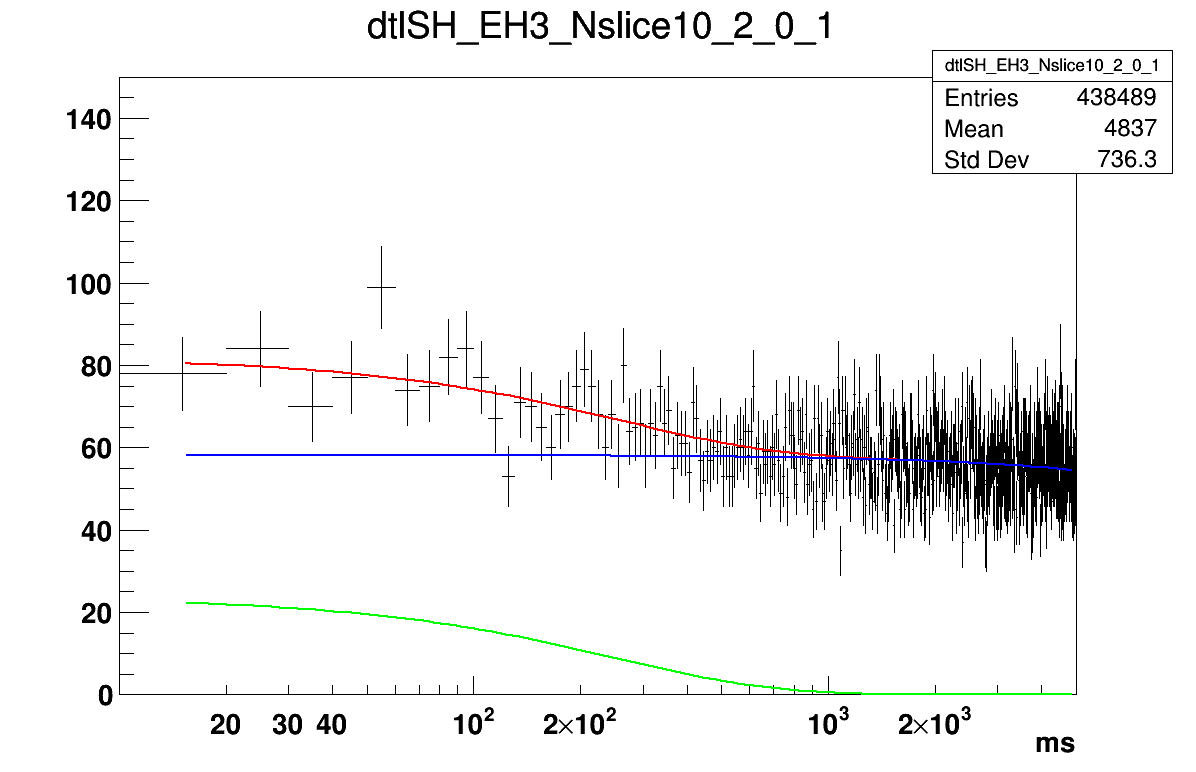 dtlSH_EH3_Nslice10_2_0_1
dtlSH_EH3_Nslice10_2_0_1
Entries 438489
Mean 4837
Std Dev 736.3
140
120
100
80
60
40
20
0
20 30 40 10² 2×10² 10³ 2×10³
ms